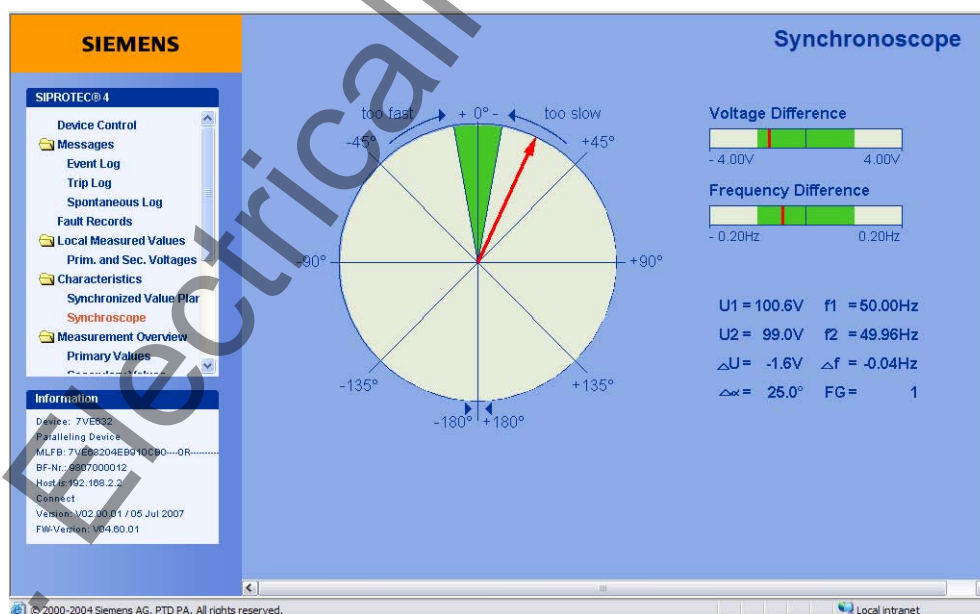 SIEMENS
Synchronoscope
SIPROTEC® 4
Device Control
Messages
Event Log
Trip Log
Spontaneous Log
Fault Records
Local Measured Values
Prim. and Sec. Voltages
Characteristics
Synchronized Value Plar
Synchroscope
Measurement Overview
Primary Values
Information
Device: 7VE632
Paralleling Device
BF-Nr.: 9807000012
Host is:192.168.2.2
Connect
Version: V02.00.01 / 05 Jul 2007
FW-Version: V04.60.01
too fast + 0° - too slow
-45° +45°
-90° +90°
-135° +135°
-180° +180°
Voltage Difference
- 4.00V 4.00V
Frequency Difference
- 0.20Hz 0.20Hz
U1 = 100.6V f1 = 50.00Hz
U2 = 99.0V f2 = 49.96Hz
△U = -1.6V △f = -0.04Hz
△α = 25.0° FG = 1
© 2000-2004 Siemens AG, PTD PA. All rights reserved.
Local intranet
. Electricali